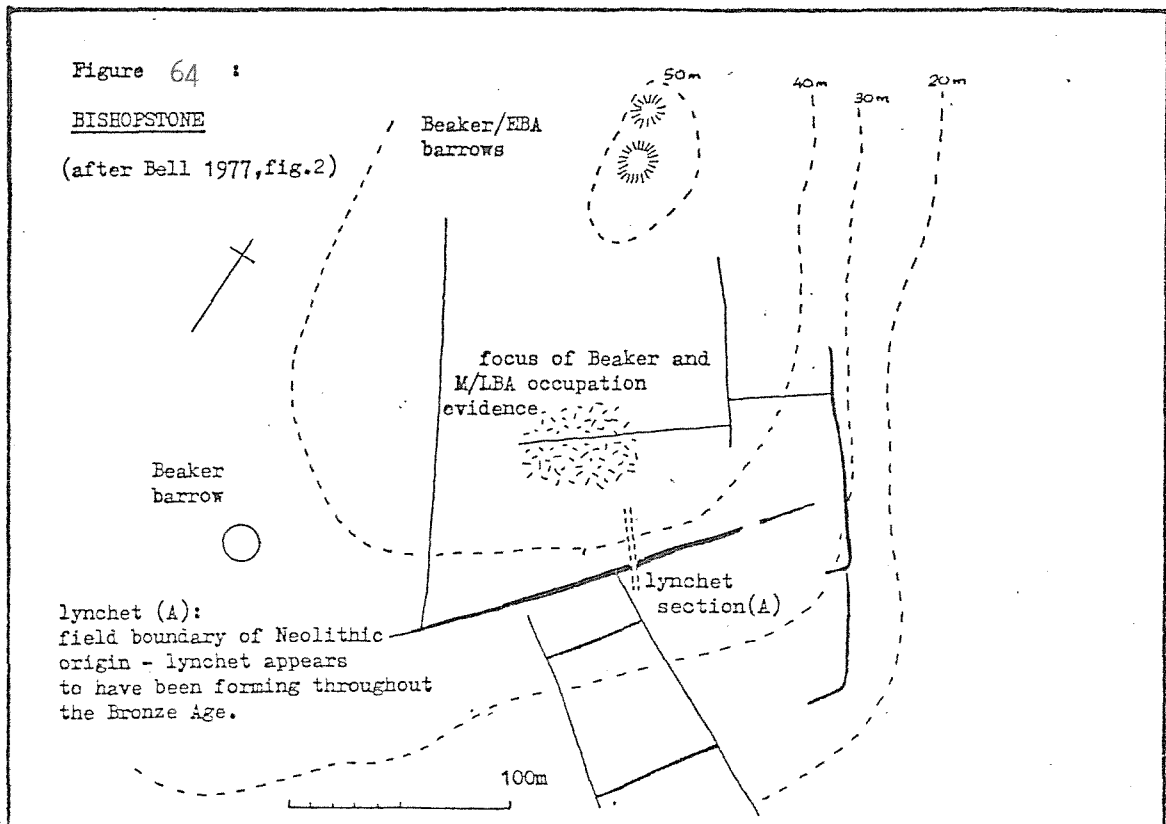 Figure 64 :
BISHOPSTONE
(after Bell 1977,fig.2)
Beaker/EBA
barrows
50m
40m
30m
20m
focus of Beaker and
M/LBA occupation
evidence
Beaker
barrow
lynchet
section(A)
lynchet (A):
field boundary of Neolithic
origin - lynchet appears
to have been forming throughout
the Bronze Age.
100m